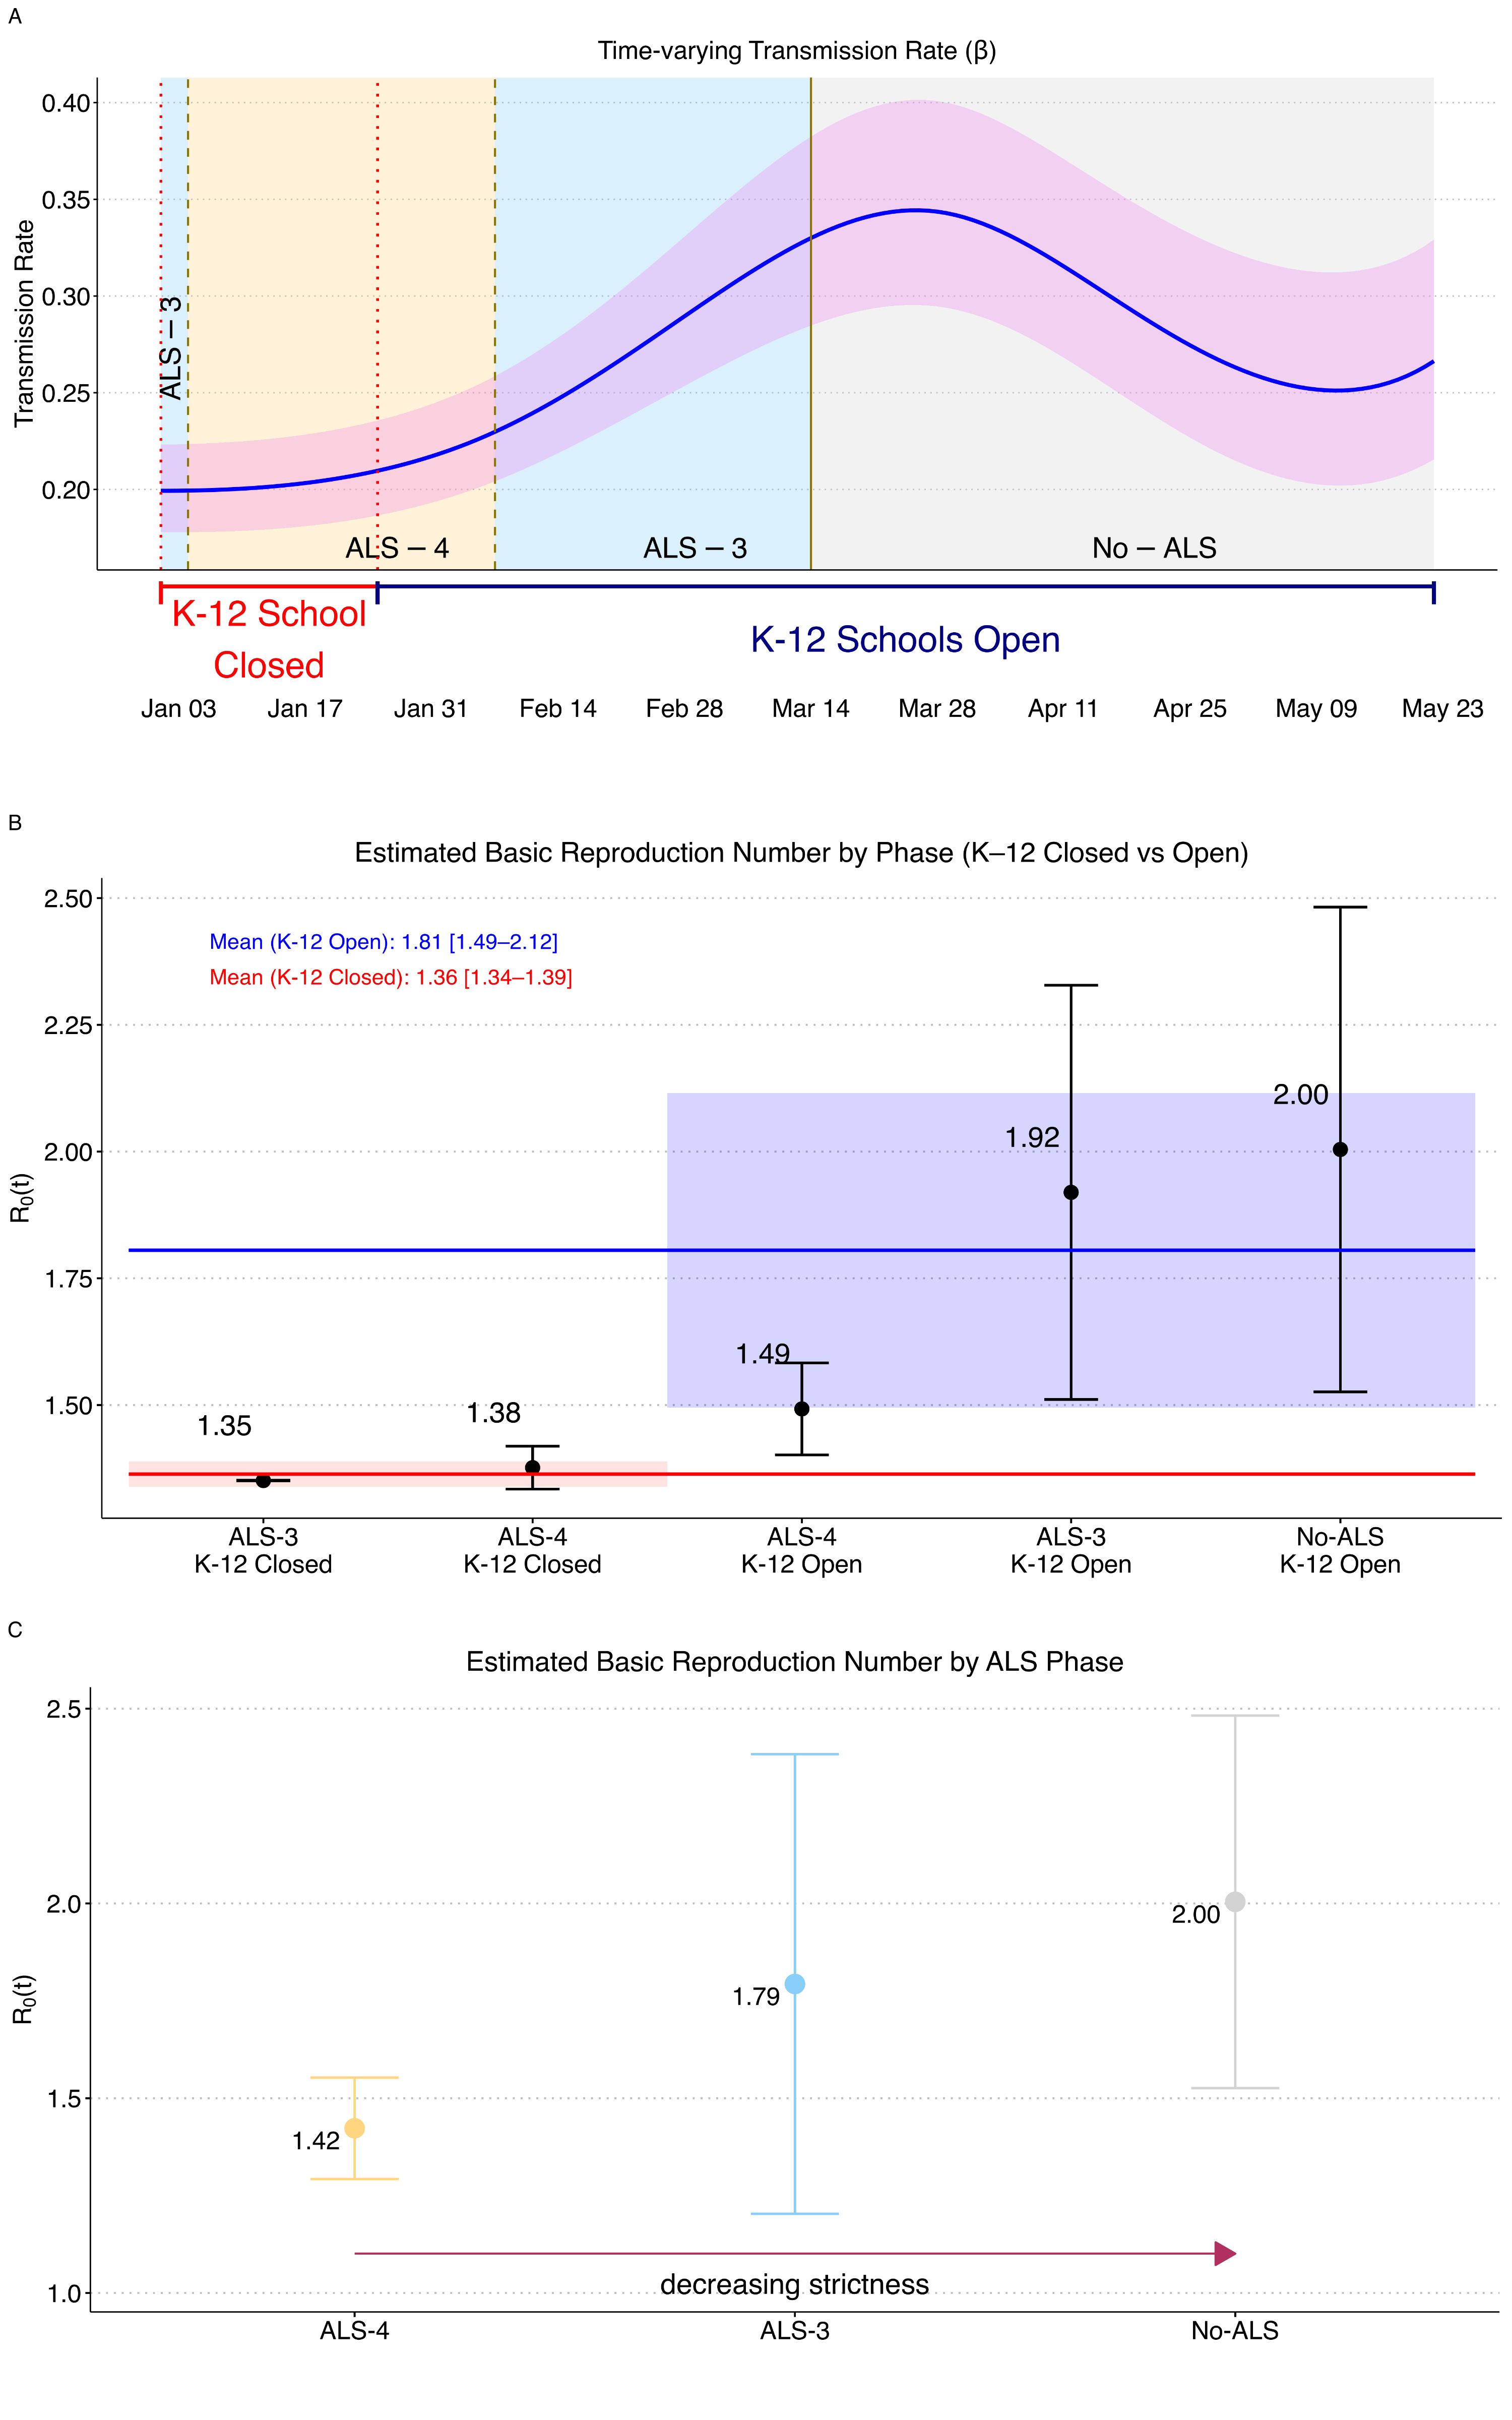 A
Time-varying Transmission Rate (β)
Transmission Rate
0.40
0.35
0.30
0.25
0.20
ALS – 3
ALS – 4
ALS – 3
No – ALS
K-12 School
Closed
K-12 Schools Open
Jan 03 Jan 17 Jan 31 Feb 14 Feb 28 Mar 14 Mar 28 Apr 11 Apr 25 May 09 May 23
B
Estimated Basic Reproduction Number by Phase (K–12 Closed vs Open)
R0(t)
2.50
2.25
2.00
1.75
1.50
Mean (K-12 Open): 1.81 [1.49–2.12]
Mean (K-12 Closed): 1.36 [1.34–1.39]
1.35
1.38
1.49
1.92
2.00
ALS-3
K-12 Closed
ALS-4
K-12 Closed
ALS-4
K-12 Open
ALS-3
K-12 Open
No-ALS
K-12 Open
C
Estimated Basic Reproduction Number by ALS Phase
R0(t)
2.5
2.0
1.5
1.0
1.42
1.79
2.00
decreasing strictness
ALS-4
ALS-3
No-ALS